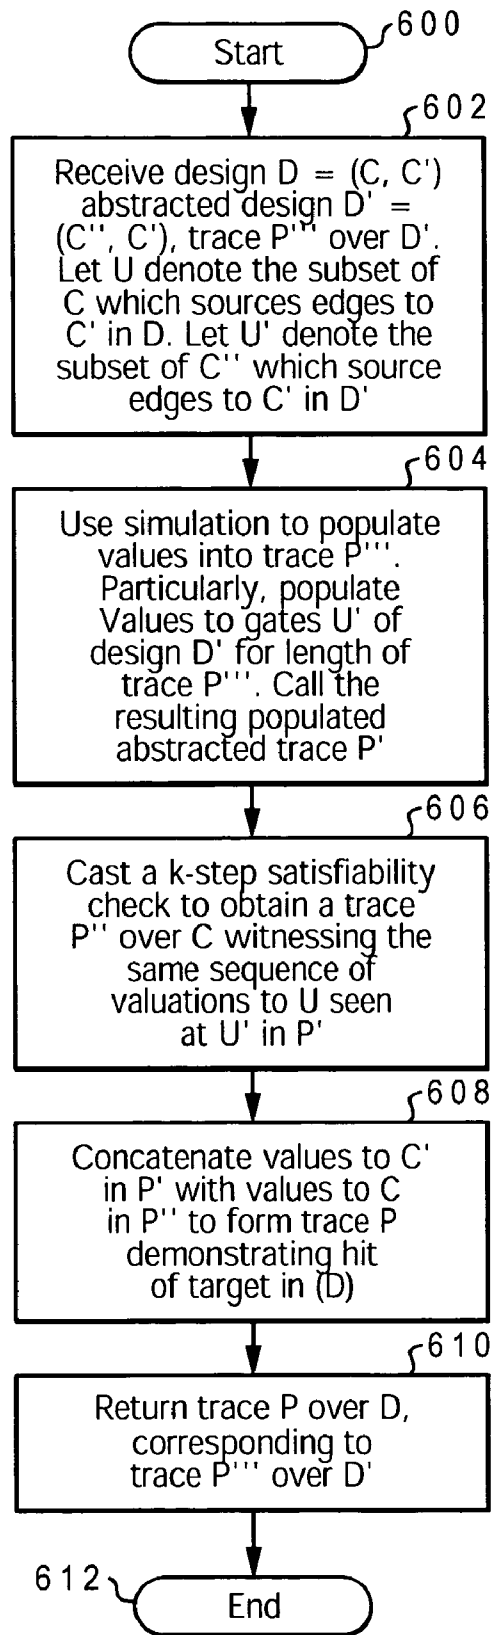 600
Start
602
Receive design D = (C, C')
abstracted design D' =
(C'', C'), trace P''' over D'.
Let U denote the subset of
C which sources edges to
C' in D. Let U' denote the
subset of C'' which source
edges to C' in D'
604
Use simulation to populate
values into trace P'''.
Particularly, populate
Values to gates U' of
design D' for length of
trace P'''. Call the
resulting populated
abstracted trace P'
606
Cast a k-step satisfiability
check to obtain a trace
P'' over C witnessing the
same sequence of
valuations to U seen
at U' in P'
608
Concatenate values to C'
in P' with values to C
in P'' to form trace P
demonstrating hit
of target in (D)
610
Return trace P over D,
corresponding to
trace P''' over D'
612
End